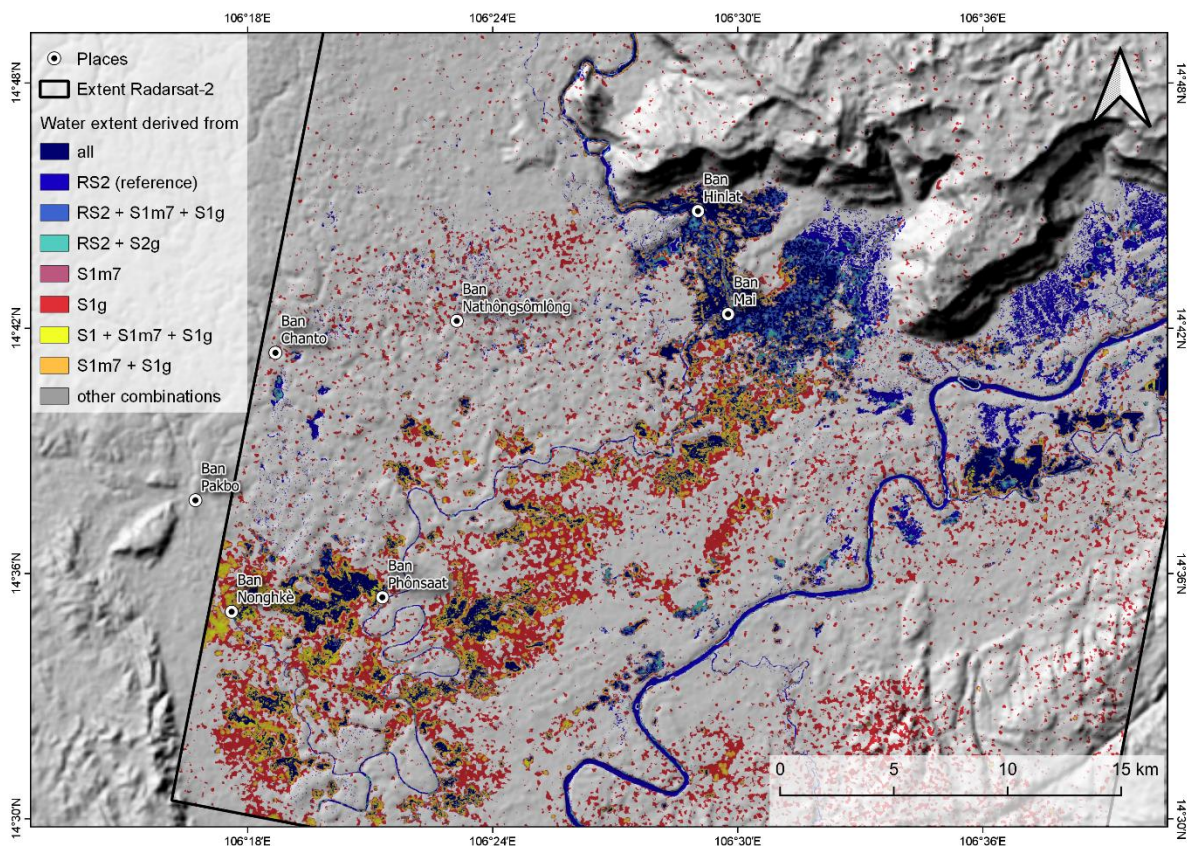 106°18'E 106°24'E 106°30'E 106°36'E
14°48'N 14°48'N
14°42'N 14°42'N
14°36'N 14°36'N
14°30'N 14°30'N
Places
Extent Radarsat-2
Water extent derived from
all
RS2 (reference)
RS2 + S1m7 + S1g
RS2 + S2g
S1m7
S1g
S1 + S1m7 + S1g
S1m7 + S1g
other combinations
Ban
Hinlat
Ban
Mai
Ban
Nathôngsômlông
Ban
Chanto
Ban
Pakbo
Ban
Phônsaat
Ban
Nonghkè
0 5 10 15 km
106°18'E 106°24'E 106°30'E 106°36'E